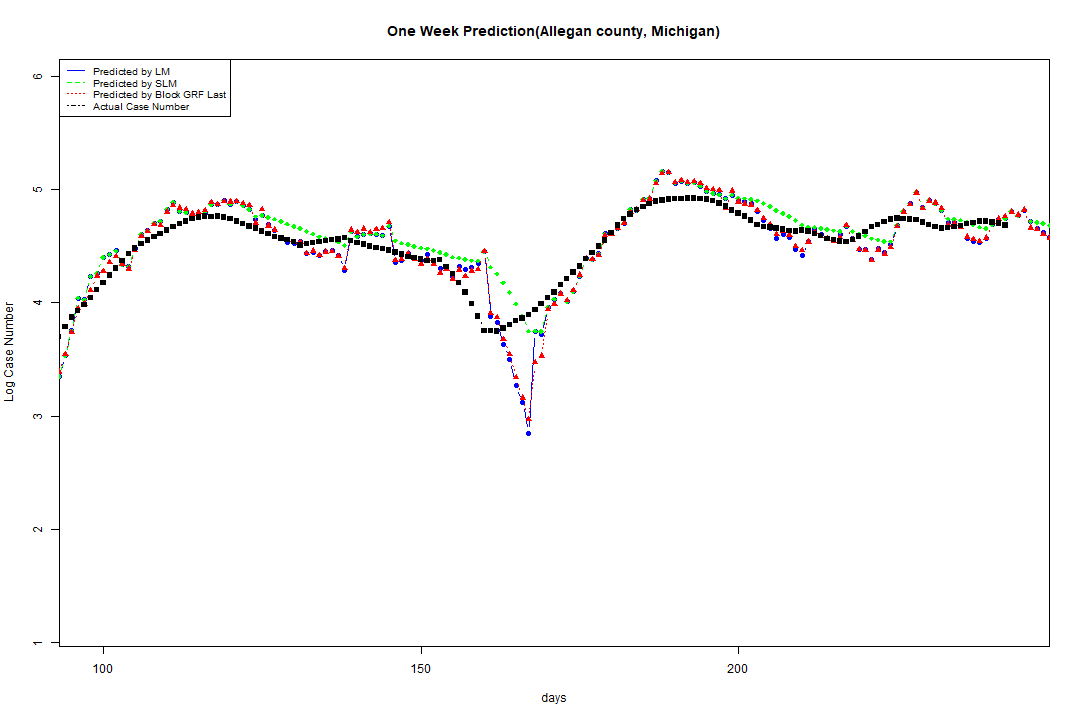 One Week Prediction(Allegan county, Michigan)
Predicted by LM
Predicted by SLM
Predicted by Block GRF Last
Actual Case Number
6
5
4
3
2
1
Log Case Number
100 150 200
days